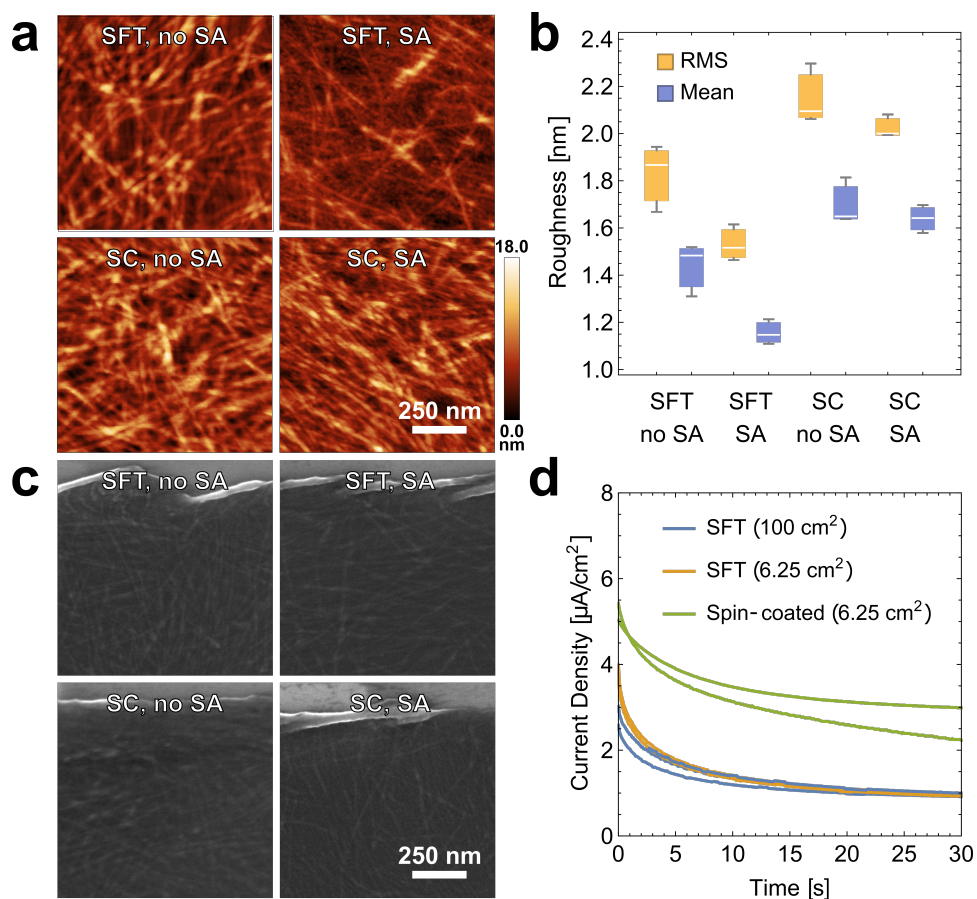 a
SFT, no SA
SFT, SA
SC, no SA
SC, SA
18.0
0.0
nm
250 nm
b
Roughness [nm]
2.4
2.2
2.0
1.8
1.6
1.4
1.2
1.0
RMS
Mean
SFT
no SA
SFT
SA
SC
no SA
SC
SA
c
SFT, no SA
SFT, SA
SC, no SA
SC, SA
250 nm
d
Current Density [µA/cm²]
8
6
4
2
0
SFT (100 cm²)
SFT (6.25 cm²)
Spin-coated (6.25 cm²)
0 5 10 15 20 25 30
Time [s]